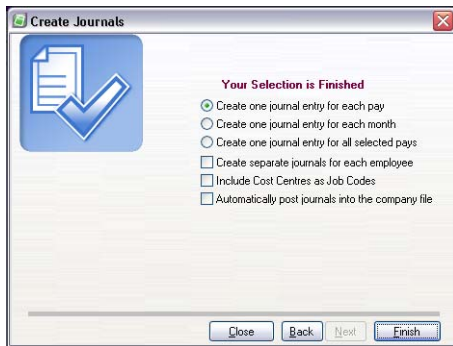 Create Journals
Your Selection is Finished
Create one journal entry for each pay
Create one journal entry for each month
Create one journal entry for all selected pays
Create separate journals for each employee
Include Cost Centres as Job Codes
Automatically post journals into the company file
Close Back Next Finish